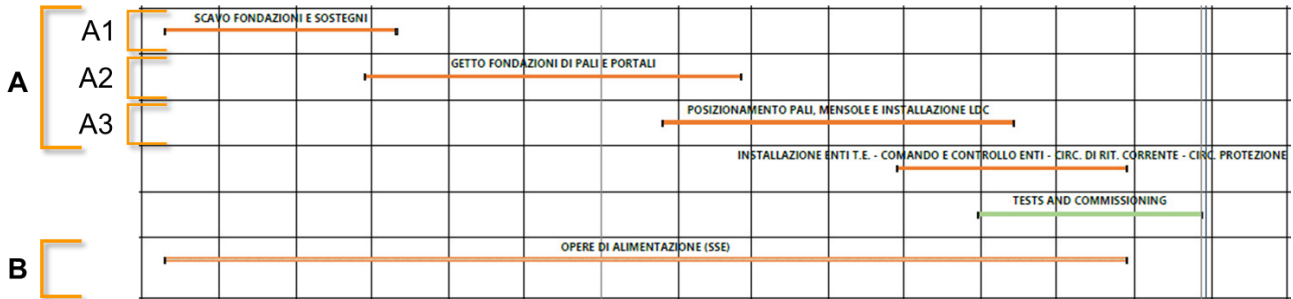 A
A1
SCAVO FONDAZIONI E SOSTEGNI
A2
GETTO FONDAZIONI DI PALI E PORTALI
A3
POSIZIONAMENTO PALI, MENSOLE E INSTALLAZIONE LDC
INSTALLAZIONE ENTI T.E. - COMANDO E CONTROLLO ENTI - CIRC. DI RIT. CORRENTE - CIRC. PROTEZIONE
TESTS AND COMMISSIONING
B
OPERE DI ALIMENTAZIONE (SSE)